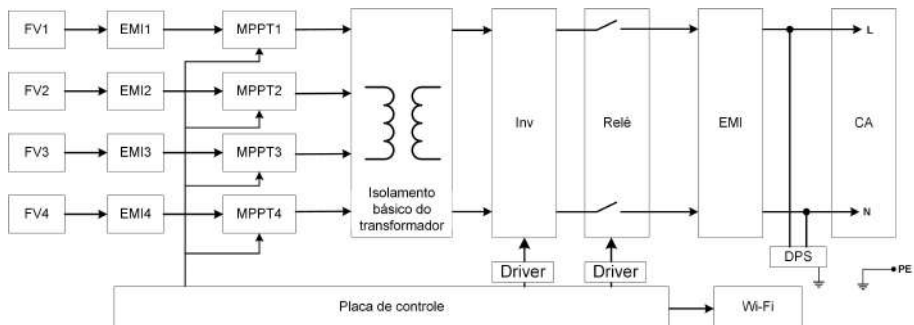 FV1 EMI1 MPPT1
FV2 EMI2 MPPT2
FV3 EMI3 MPPT3
FV4 EMI4 MPPT4
Isolamento
básico do
transformador
Inv
Relé
EMI
CA
L
N
DPS
PE
Driver
Driver
Placa de controle
Wi-Fi